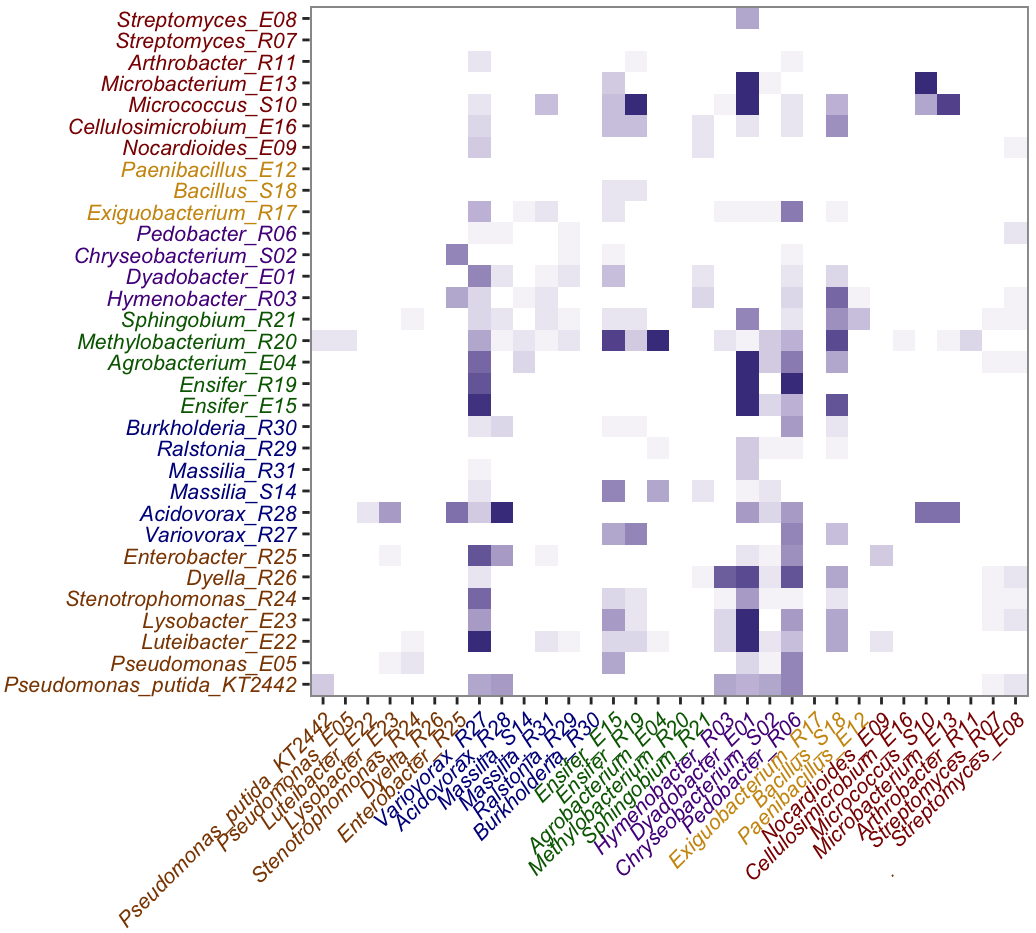 Streptomyces_E08
Streptomyces_R07
Arthrobacter_R11
Microbacterium_E13
Micrococcus_S10
Cellulosimicrobium_E16
Nocardioides_E09
Paenibacillus_E12
Bacillus_S18
Exiguobacterium_R17
Pedobacter_R06
Chryseobacterium_S02
Dyadobacter_E01
Hymenobacter_R03
Sphingobium_R21
Methylobacterium_R20
Agrobacterium_E04
Ensifer_R19
Ensifer_E15
Burkholderia_R30
Ralstonia_R29
Massilia_R31
Massilia_S14
Acidovorax_R28
Variovorax_R27
Enterobacter_R25
Dyella_R26
Stenotrophomonas_R24
Lysobacter_E23
Luteibacter_E22
Pseudomonas_E05
Pseudomonas_putida_KT2442
Pseudomonas_putida_KT2442
Pseudomonas_E05
Luteibacter_E22
Lysobacter_E23
Stenotrophomonas_R24
Dyella_R26
Enterobacter_R25
Variovorax_R27
Acidovorax_R28
Massilia_S14
Massilia_R31
Ralstonia_R29
Burkholderia_R30
Ensifer_E15
Ensifer_R19
Agrobacterium_E04
Methylobacterium_R20
Sphingobium_R21
Hymenobacter_R03
Dyadobacter_E01
Chryseobacterium_S02
Pedobacter_R06
Exiguobacterium_R17
Bacillus_S18
Paenibacillus_E12
Nocardioides_E09
Cellulosimicrobium_E16
Micrococcus_S10
Microbacterium_E13
Arthrobacter_R11
Streptomyces_R07
Streptomyces_E08